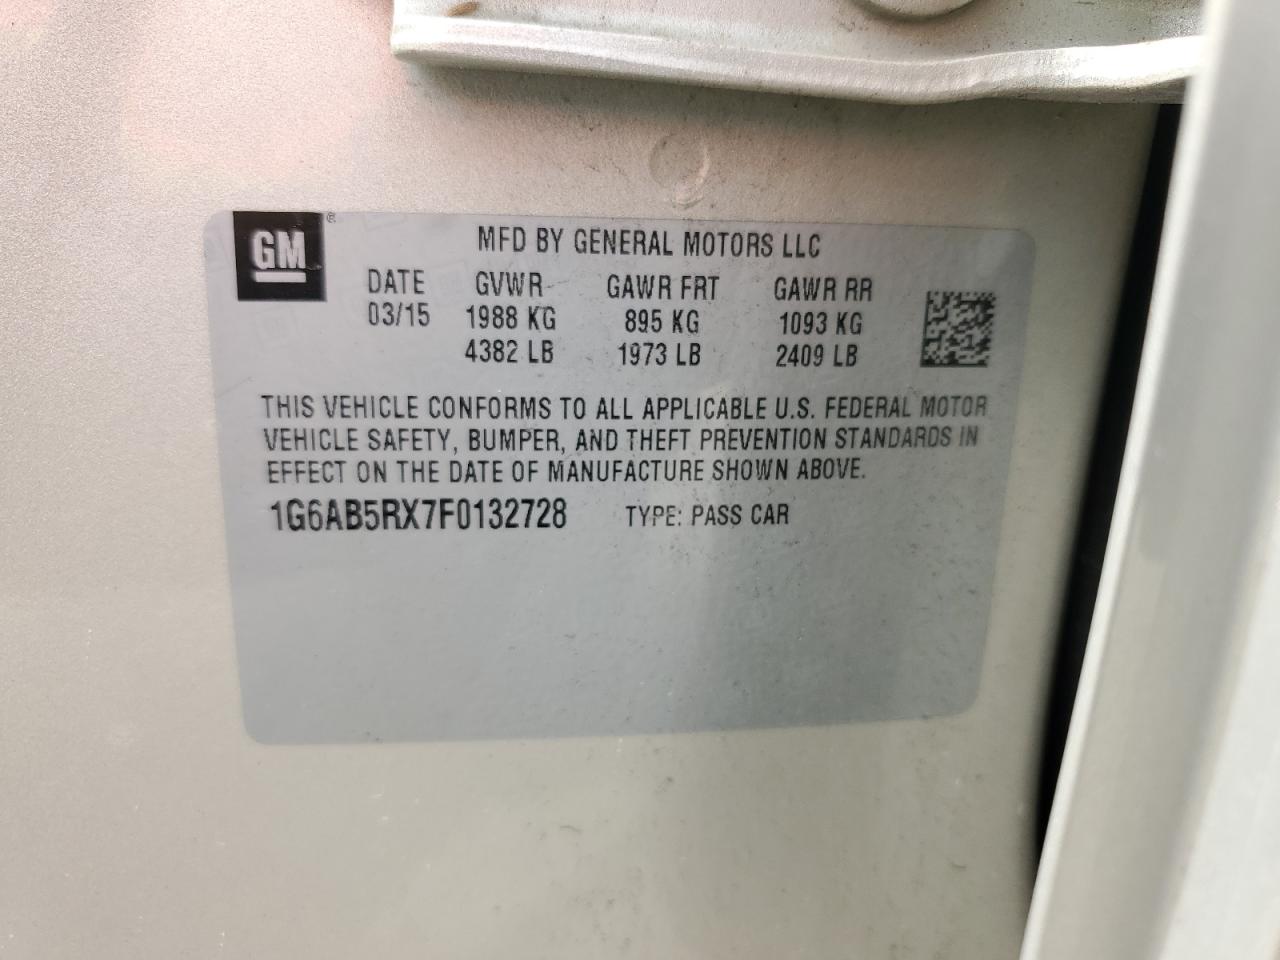 GM®
MFD BY GENERAL MOTORS LLC
DATE GVWR GAWR FRT GAWR RR
03/15 1988 KG 895 KG 1093 KG
4382 LB 1973 LB 2409 LB
THIS VEHICLE CONFORMS TO ALL APPLICABLE U.S. FEDERAL MOTOR
VEHICLE SAFETY, BUMPER, AND THEFT PREVENTION STANDARDS IN
EFFECT ON THE DATE OF MANUFACTURE SHOWN ABOVE.
1G6AB5RX7F0132728 TYPE: PASS CAR